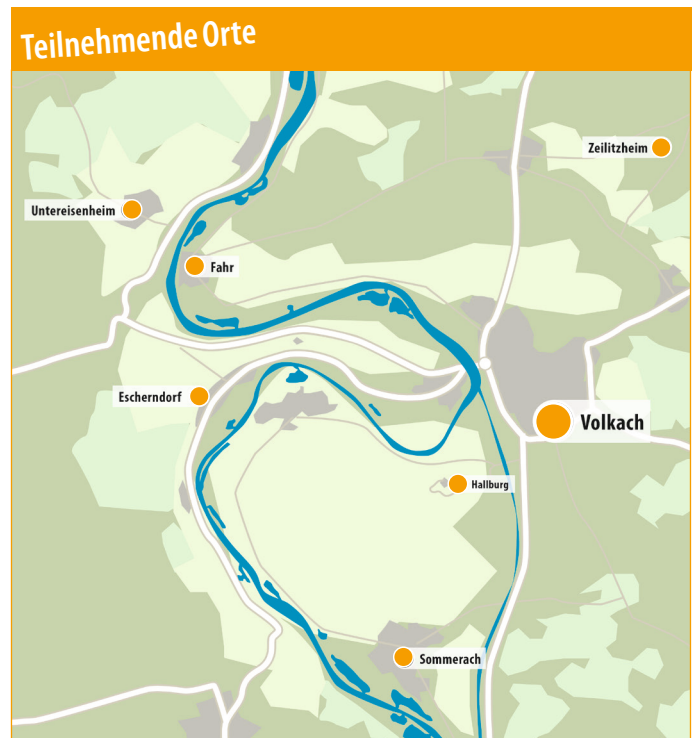 Teilnehmende Orte
Zeilitzheim
Untereisenheim
Fahr
Escherndorf
Volkach
Hallburg
Sommerach